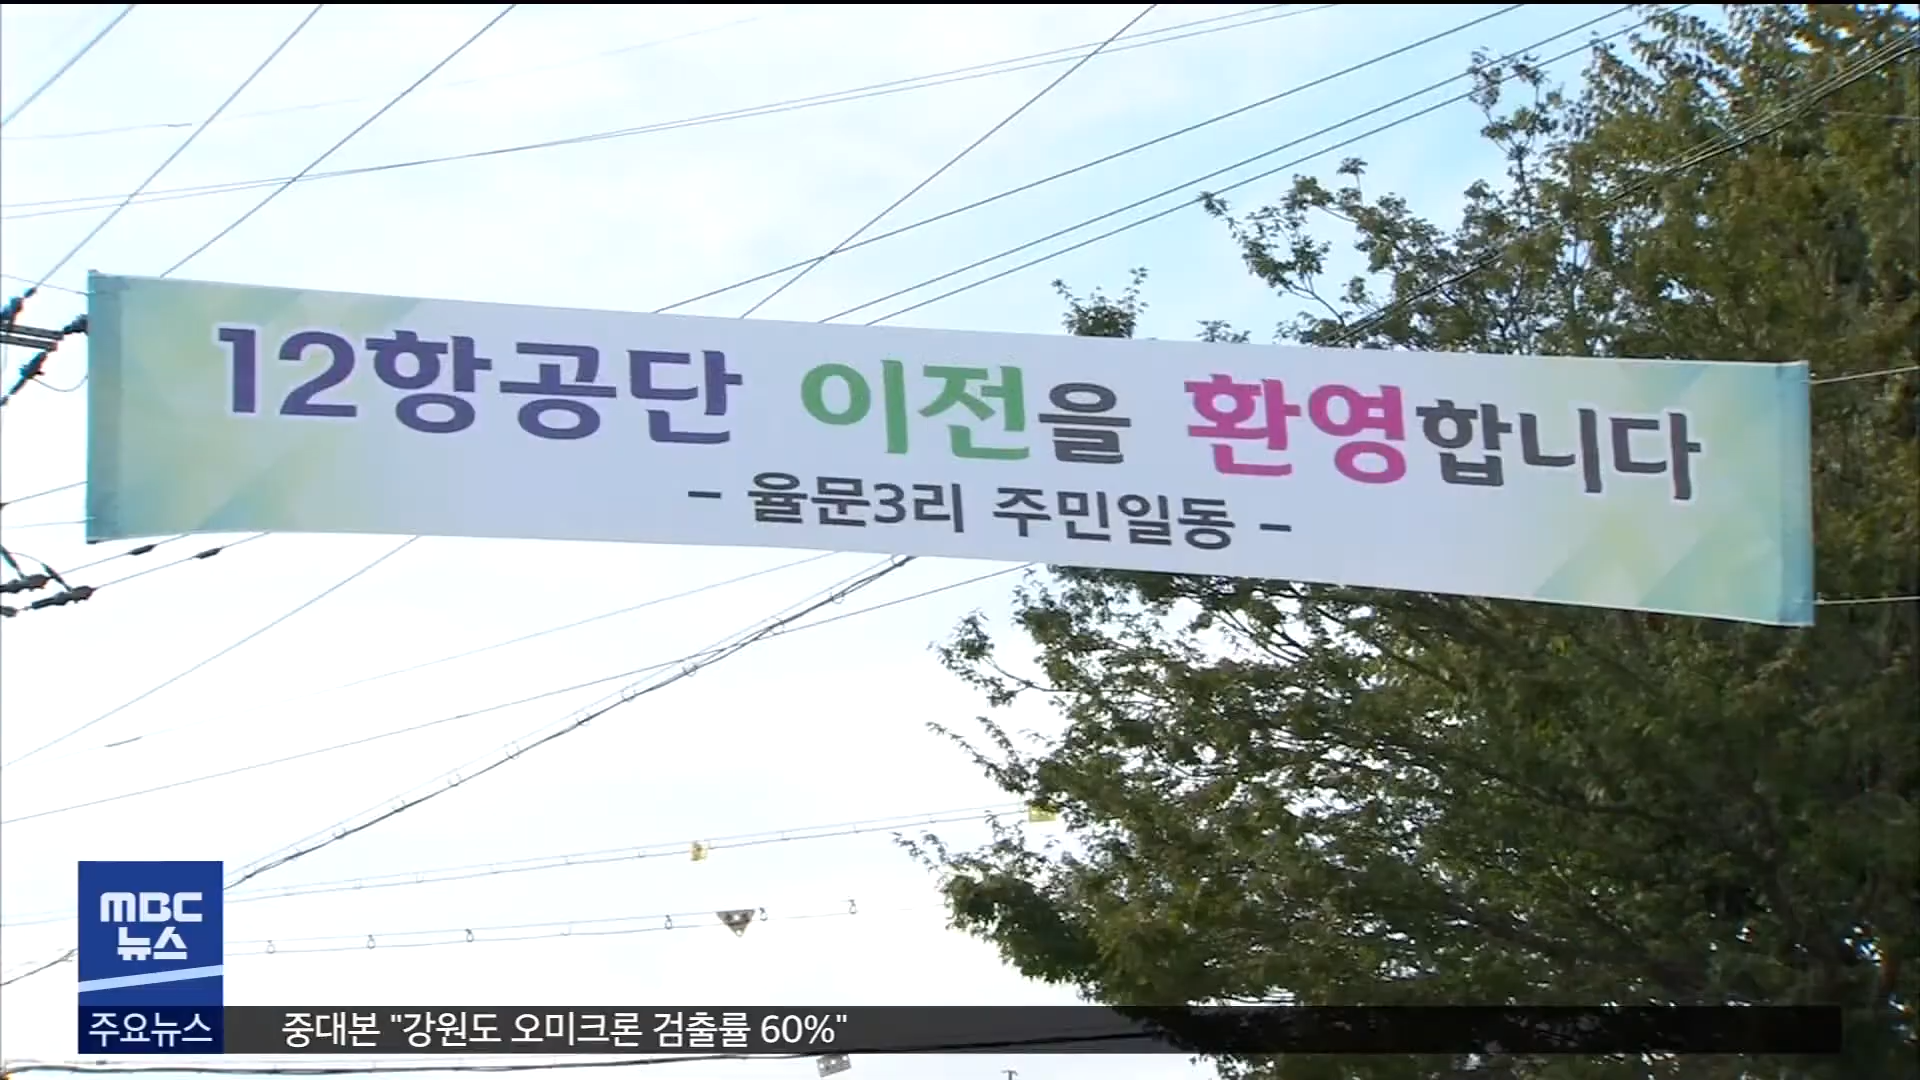 12항공단 이전을 환영합니다
- 율문3리 주민일동 -
MBC
뉴스
주요뉴스 중대본 "강원도 오미크론 검출률 60%"